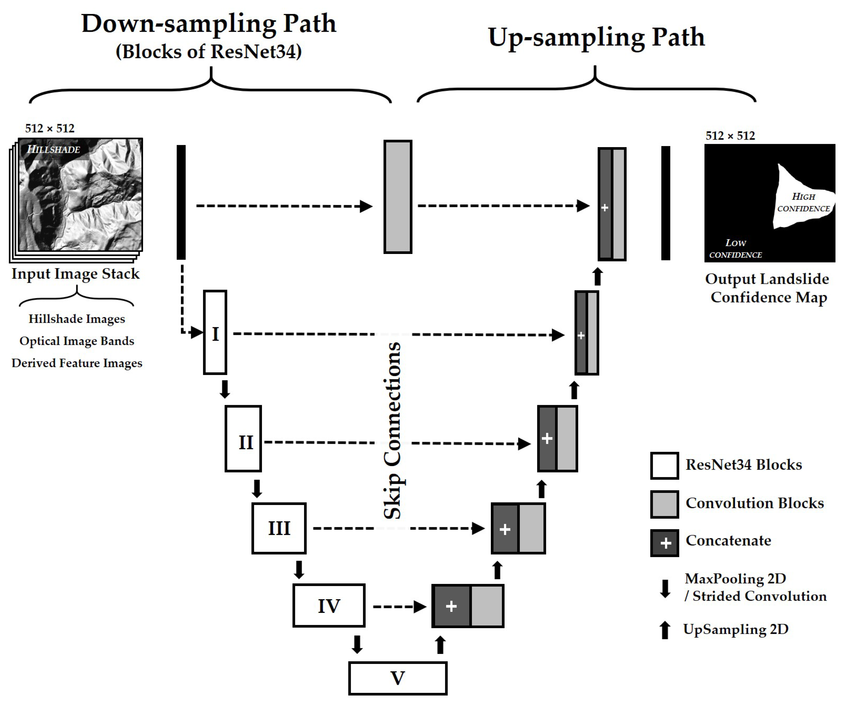 Down-sampling Path
(Blocks of ResNet34)
Up-sampling Path
512 × 512
HILLSHADE
Input Image Stack
Hillshade Images
Optical Image Bands
Derived Feature Images
512 × 512
HIGH
CONFIDENCE
LOW
CONFIDENCE
Output Landslide
Confidence Map
+
I
+
II
+
III
+
IV
+
V
+
Skip Connections
ResNet34 Blocks
Convolution Blocks
+
Concatenate
MaxPooling 2D
/ Strided Convolution
UpSampling 2D